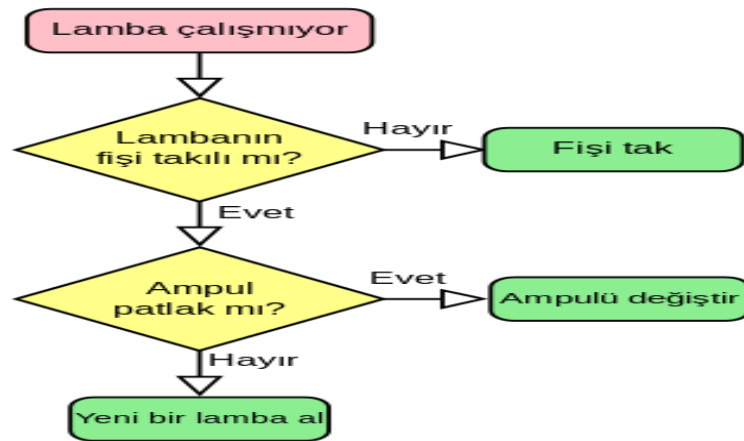 Lamba çalışmıyor
Lambanın
fişi takılı mı?
Hayır
Fişi tak
Evet
Ampul
patlak mı?
Evet
Ampulü değiştir
Hayır
Yeni bir lamba al